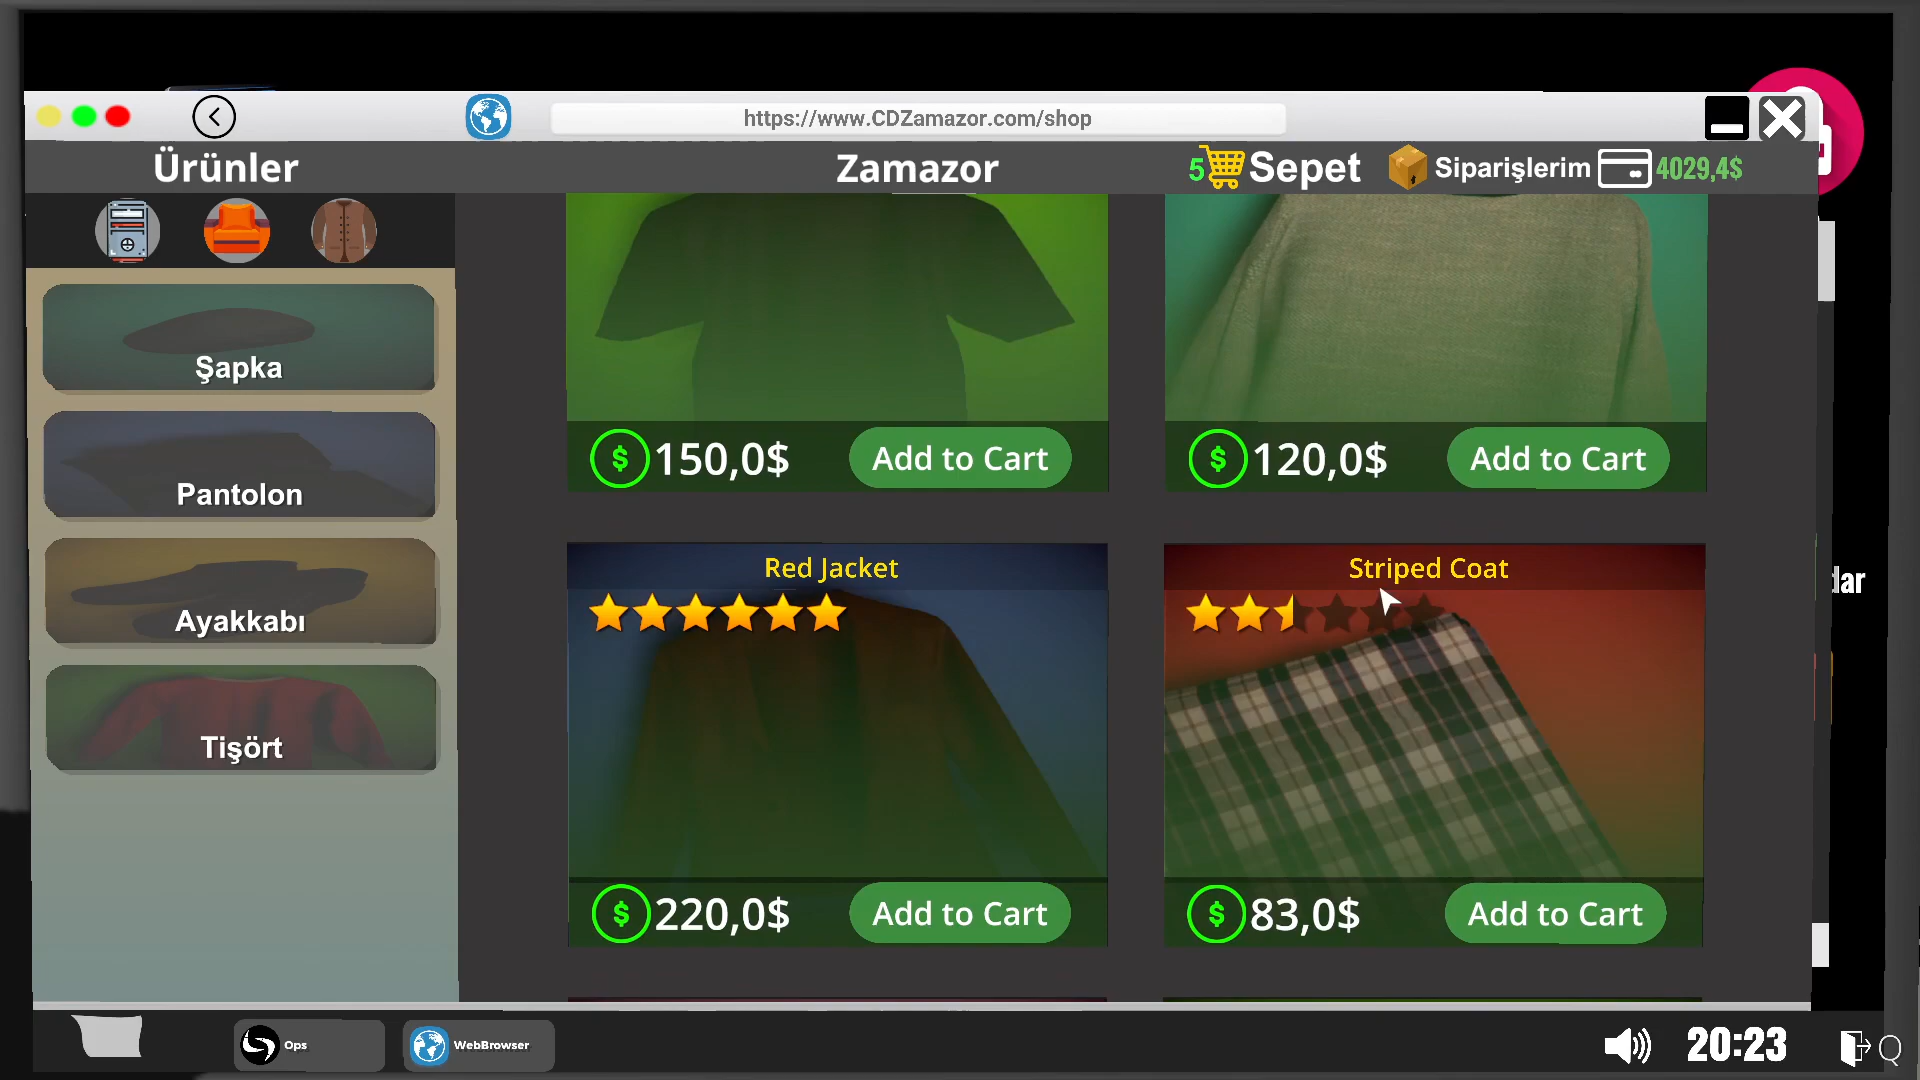 https://www.CDZamazor.com/shop
Ürünler
Zamazor
5 Sepet
Siparişlerim
4029,4$
Şapka
Pantolon
Ayakkabı
Tişört
$ 150,0$ Add to Cart
$ 120,0$ Add to Cart
Red Jacket
$ 220,0$ Add to Cart
Striped Coat
$ 83,0$ Add to Cart
dar
Ops
WebBrowser
20:23
Q